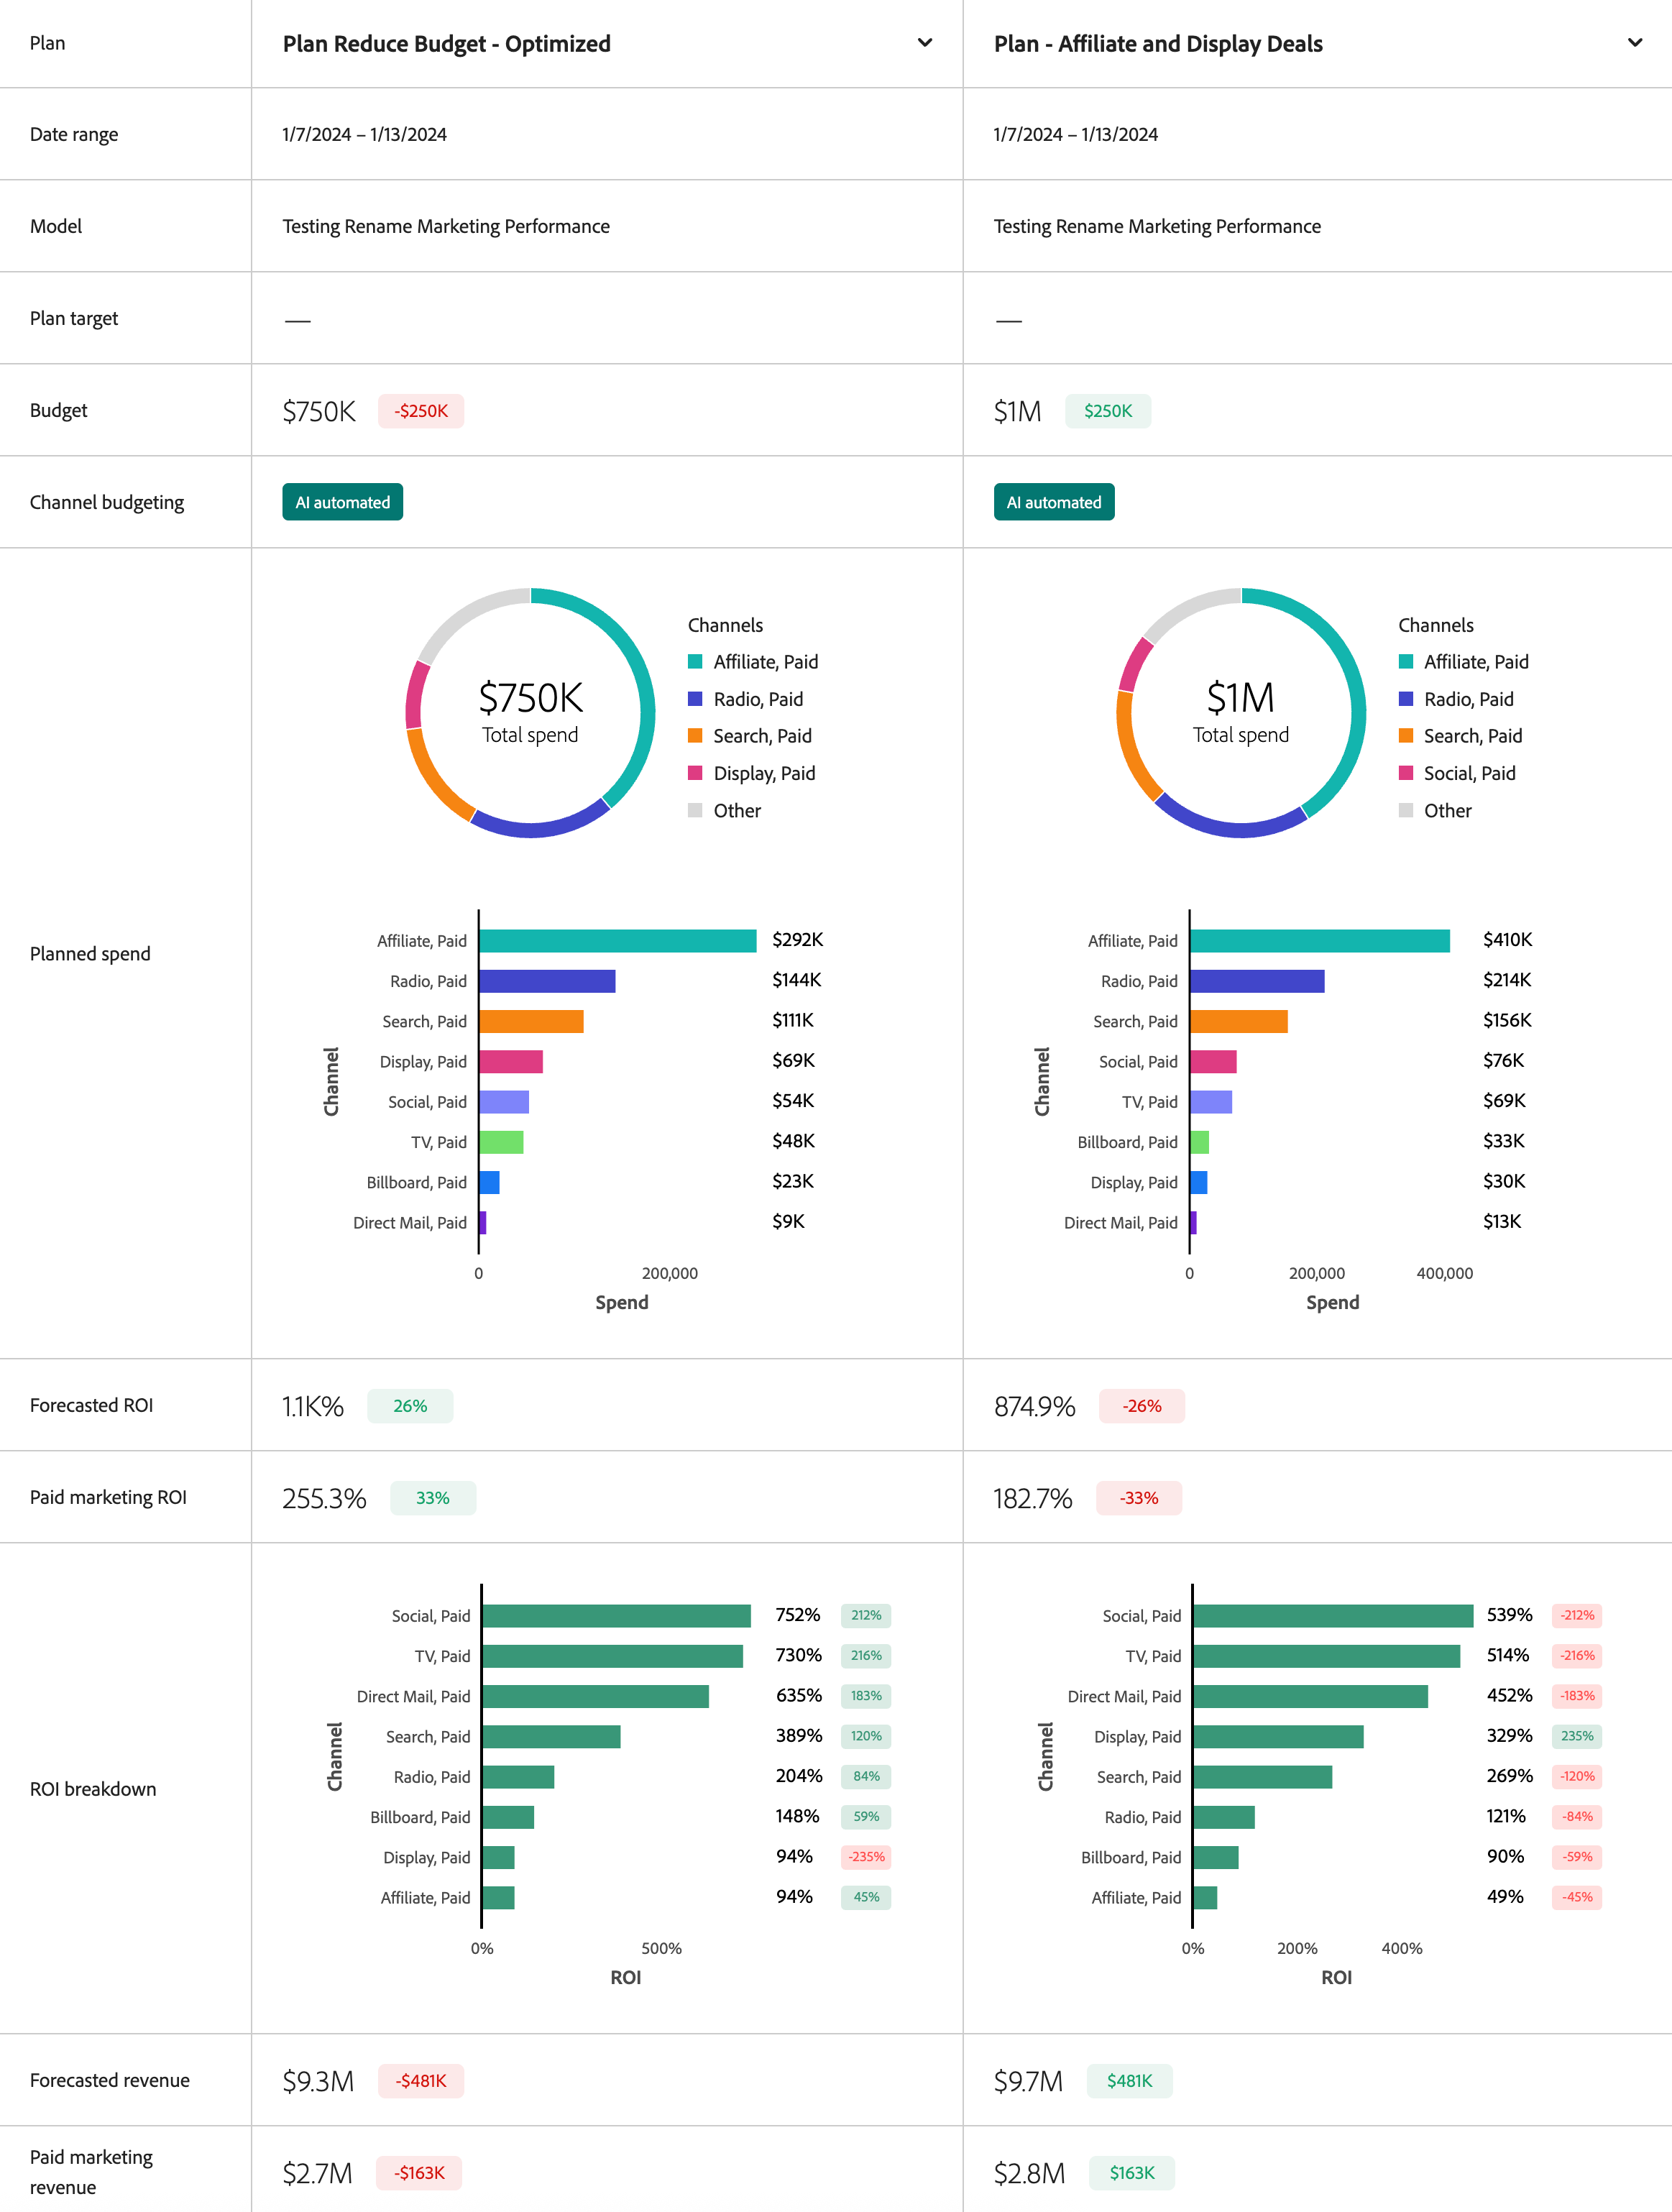 Plan
Plan Reduce Budget - Optimized
Plan - Affiliate and Display Deals
Date range
1/7/2024 – 1/13/2024
1/7/2024 – 1/13/2024
Model
Testing Rename Marketing Performance
Testing Rename Marketing Performance
Plan target
—
—
Budget
$750K -$250K
$1M $250K
Channel budgeting
AI automated
AI automated
Planned spend
$750K
Total spend
Channels
Affiliate, Paid
Radio, Paid
Search, Paid
Display, Paid
Other
Channel
Affiliate, Paid $292K
Radio, Paid $144K
Search, Paid $111K
Display, Paid $69K
Social, Paid $54K
TV, Paid $48K
Billboard, Paid $23K
Direct Mail, Paid $9K
0 200,000
Spend
$1M
Total spend
Channels
Affiliate, Paid
Radio, Paid
Search, Paid
Social, Paid
Other
Channel
Affiliate, Paid $410K
Radio, Paid $214K
Search, Paid $156K
Social, Paid $76K
TV, Paid $69K
Billboard, Paid $33K
Display, Paid $30K
Direct Mail, Paid $13K
0 200,000 400,000
Spend
Forecasted ROI
1.1K% 26%
874.9% -26%
Paid marketing ROI
255.3% 33%
182.7% -33%
ROI breakdown
Channel
Social, Paid 752% 212%
TV, Paid 730% 216%
Direct Mail, Paid 635% 183%
Search, Paid 389% 120%
Radio, Paid 204% 84%
Billboard, Paid 148% 59%
Display, Paid 94% -235%
Affiliate, Paid 94% 45%
0% 500%
ROI
Channel
Social, Paid 539% -212%
TV, Paid 514% -216%
Direct Mail, Paid 452% -183%
Display, Paid 329% 235%
Search, Paid 269% -120%
Radio, Paid 121% -84%
Billboard, Paid 90% -59%
Affiliate, Paid 49% -45%
0% 200% 400%
ROI
Forecasted revenue
$9.3M -$481K
$9.7M $481K
Paid marketing
revenue
$2.7M -$163K
$2.8M $163K